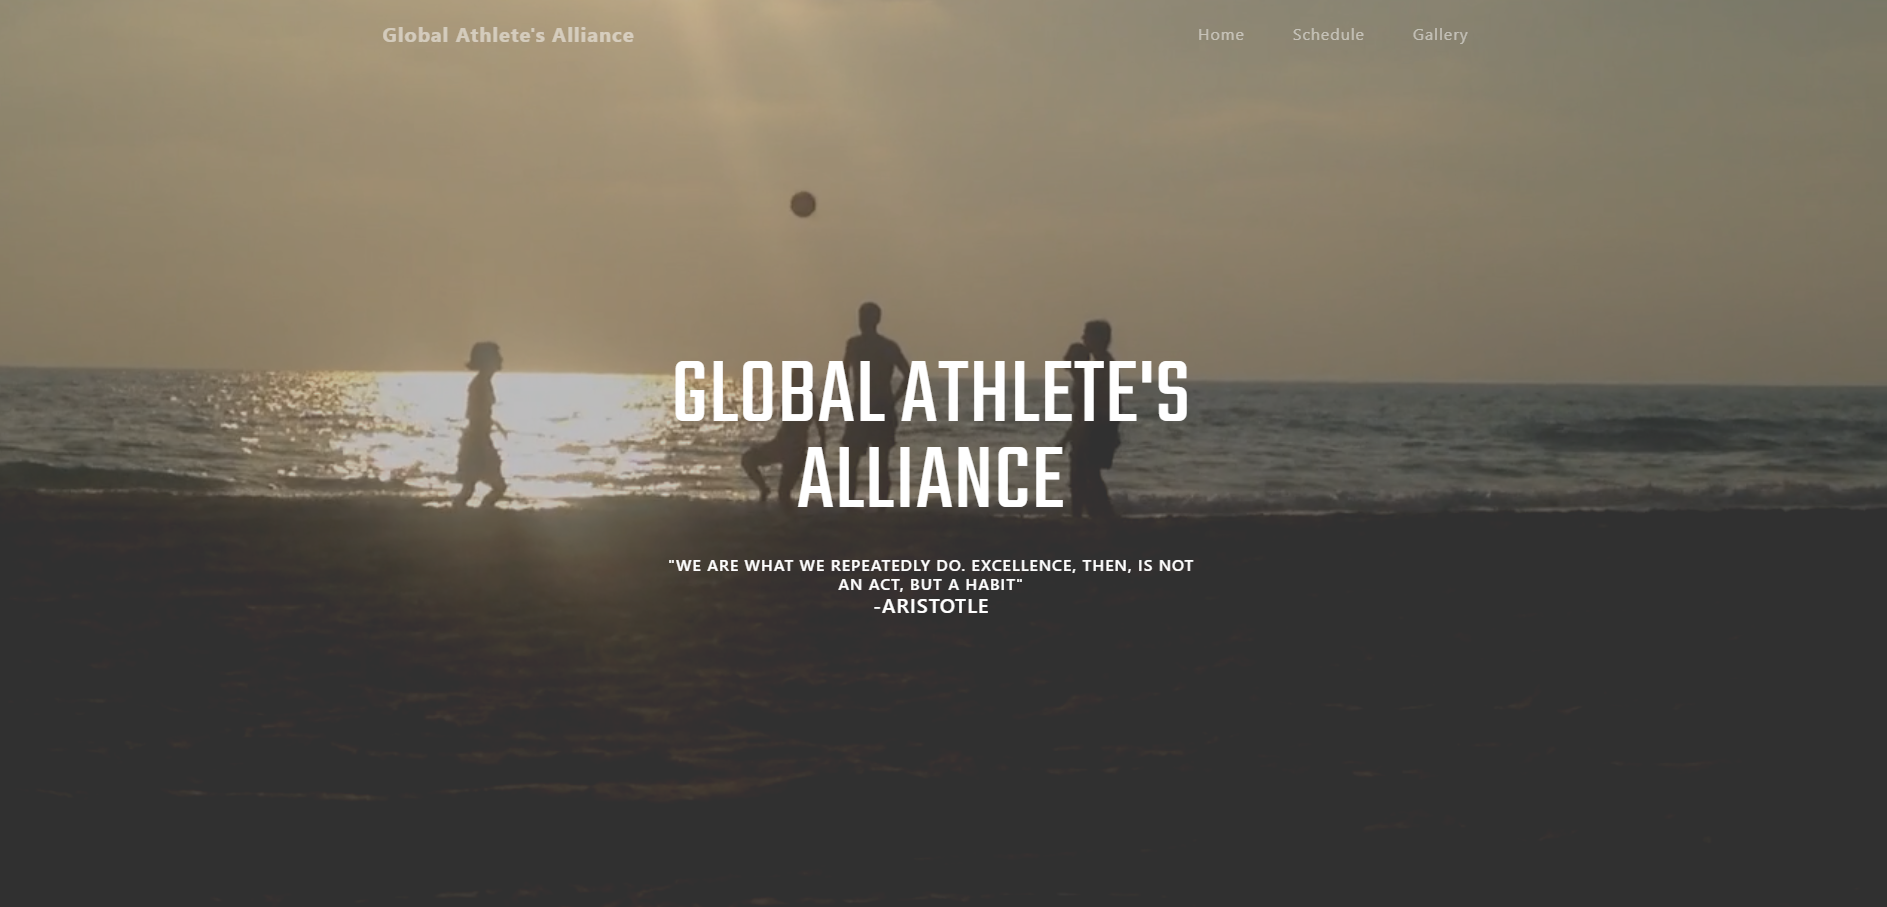 Global Athlete's Alliance
Home Schedule Gallery
GLOBAL ATHLETE'S
ALLIANCE
"WE ARE WHAT WE REPEATEDLY DO. EXCELLENCE, THEN, IS NOT
AN ACT, BUT A HABIT"
-ARISTOTLE